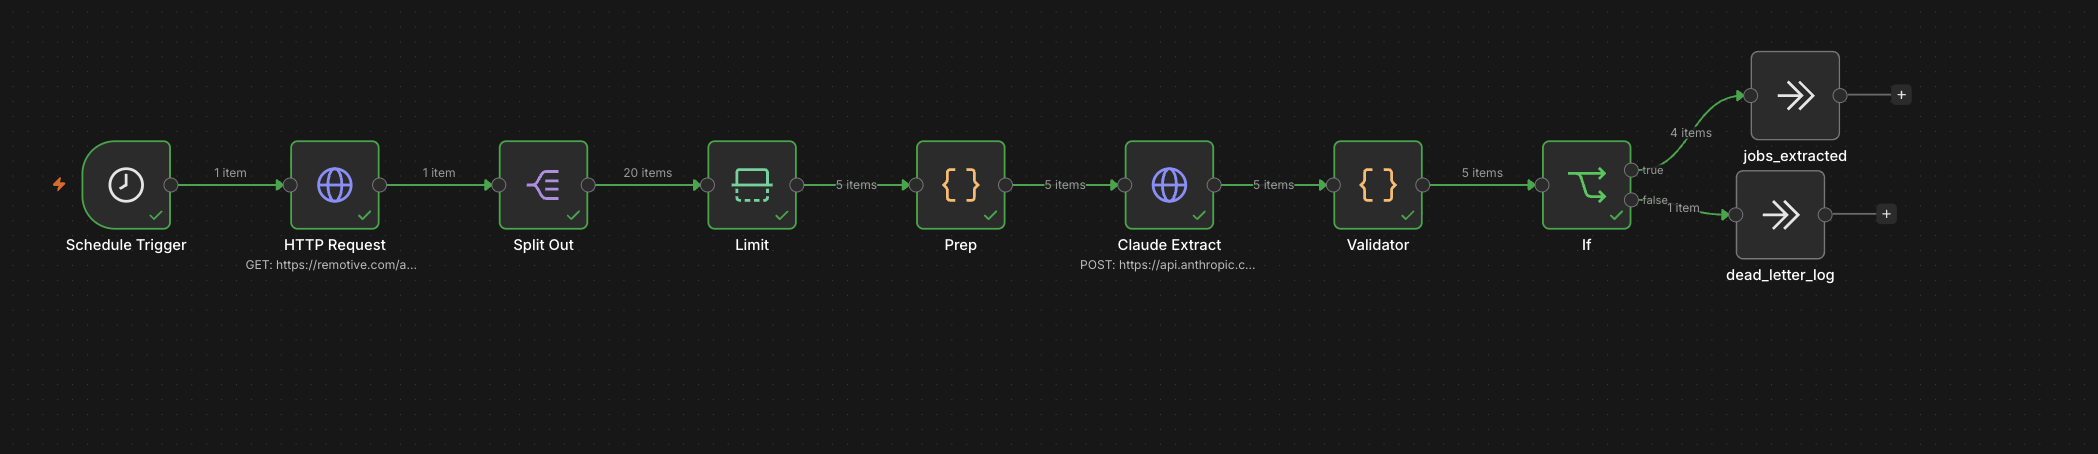 1 item
1 item
20 items
5 items
5 items
5 items
5 items
4 items
true
false
1 item
Schedule Trigger
HTTP Request
GET: https://remotive.com/a...
Split Out
Limit
Prep
Claude Extract
POST: https://api.anthropic.c...
Validator
If
jobs_extracted
dead_letter_log